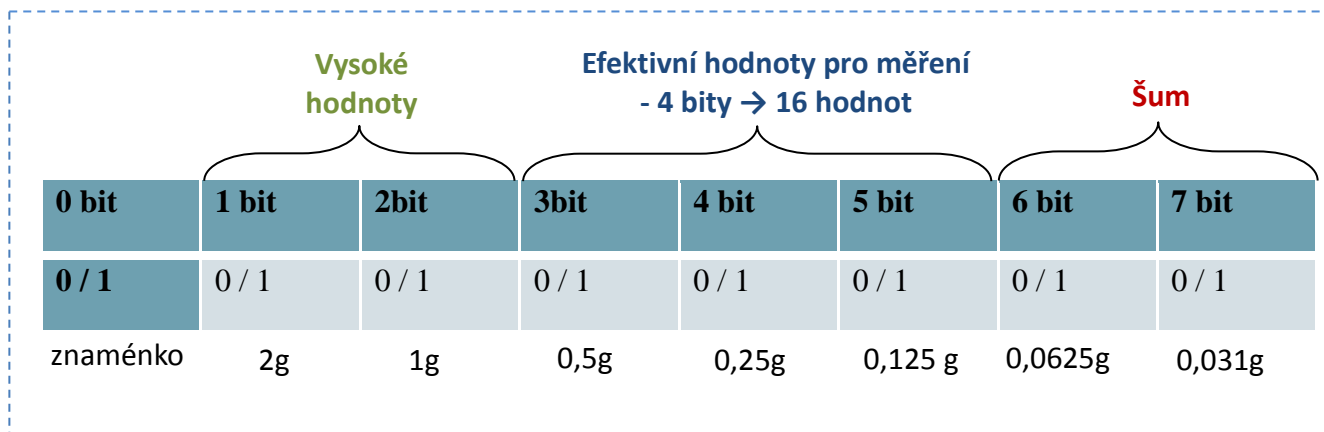 Vysoké
hodnoty
Efektivní hodnoty pro měření
- 4 bity → 16 hodnot
Šum
0 bit 1 bit 2bit 3bit 4 bit 5 bit 6 bit 7 bit
0 / 1 0 / 1 0 / 1 0 / 1 0 / 1 0 / 1 0 / 1 0 / 1
znaménko 2g 1g 0,5g 0,25g 0,125 g 0,0625g 0,031g